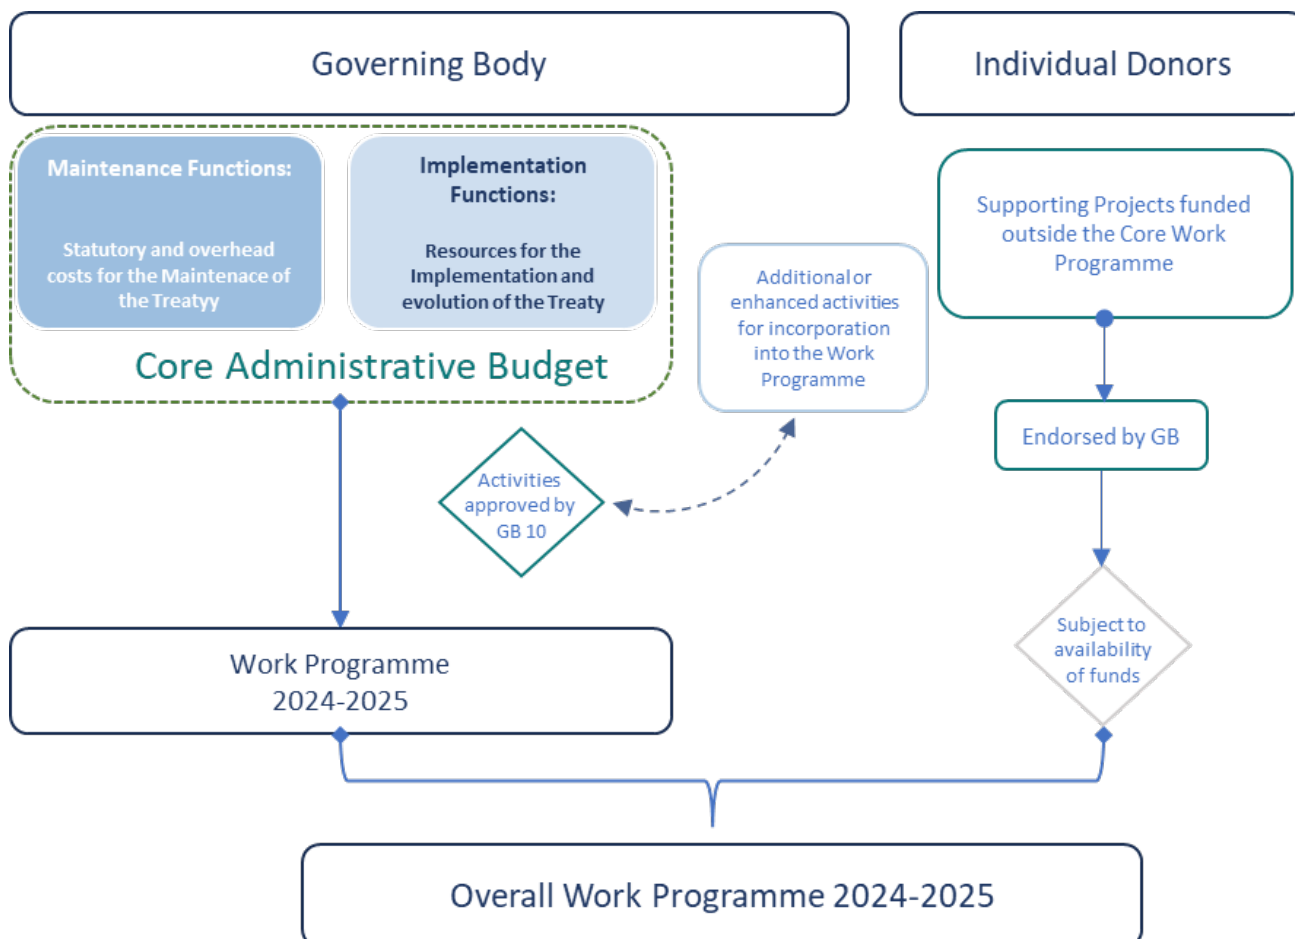 Governing Body
Individual Donors
Maintenance Functions:
Statutory and overhead
costs for the Maintenace of
the Treatyy
Implementation
Functions:
Resources for the
Implementation and
evolution of the Treaty
Core Administrative Budget
Additional or
enhanced activities
for incorporation
into the Work
Programme
Supporting Projects funded
outside the Core Work
Programme
Endorsed by GB
Activities
approved by
GB 10
Subject to
availability
of funds
Work Programme
2024-2025
Overall Work Programme 2024-2025